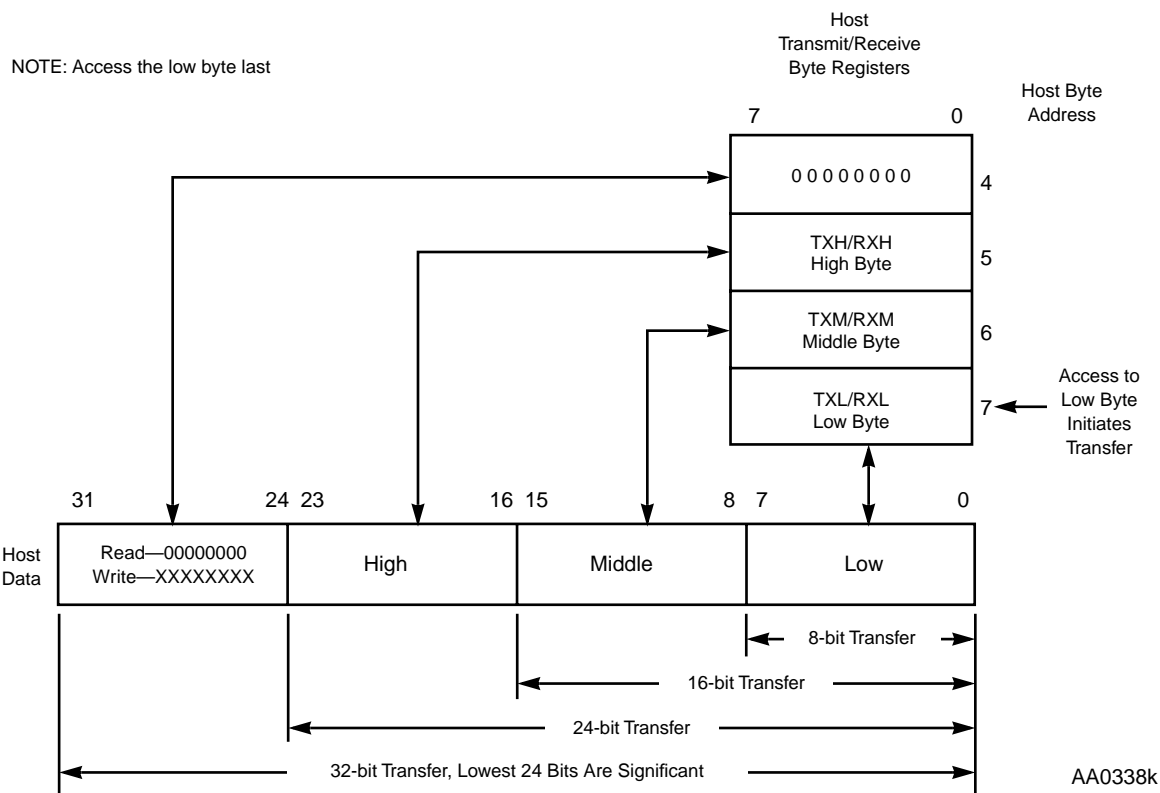 Host
Transmit/Receive
Byte Registers
NOTE: Access the low byte last
Host Byte
Address
7 0
0 0 0 0 0 0 0 0
4
TXH/RXH
High Byte
5
TXM/RXM
Middle Byte
6
TXL/RXL
Low Byte
7
Access to
Low Byte
Initiates
Transfer
31 24 23 16 15 8 7 0
Host
Data
Read—00000000
Write—XXXXXXXX
High
Middle
Low
8-bit Transfer
16-bit Transfer
24-bit Transfer
32-bit Transfer, Lowest 24 Bits Are Significant
AA0338k